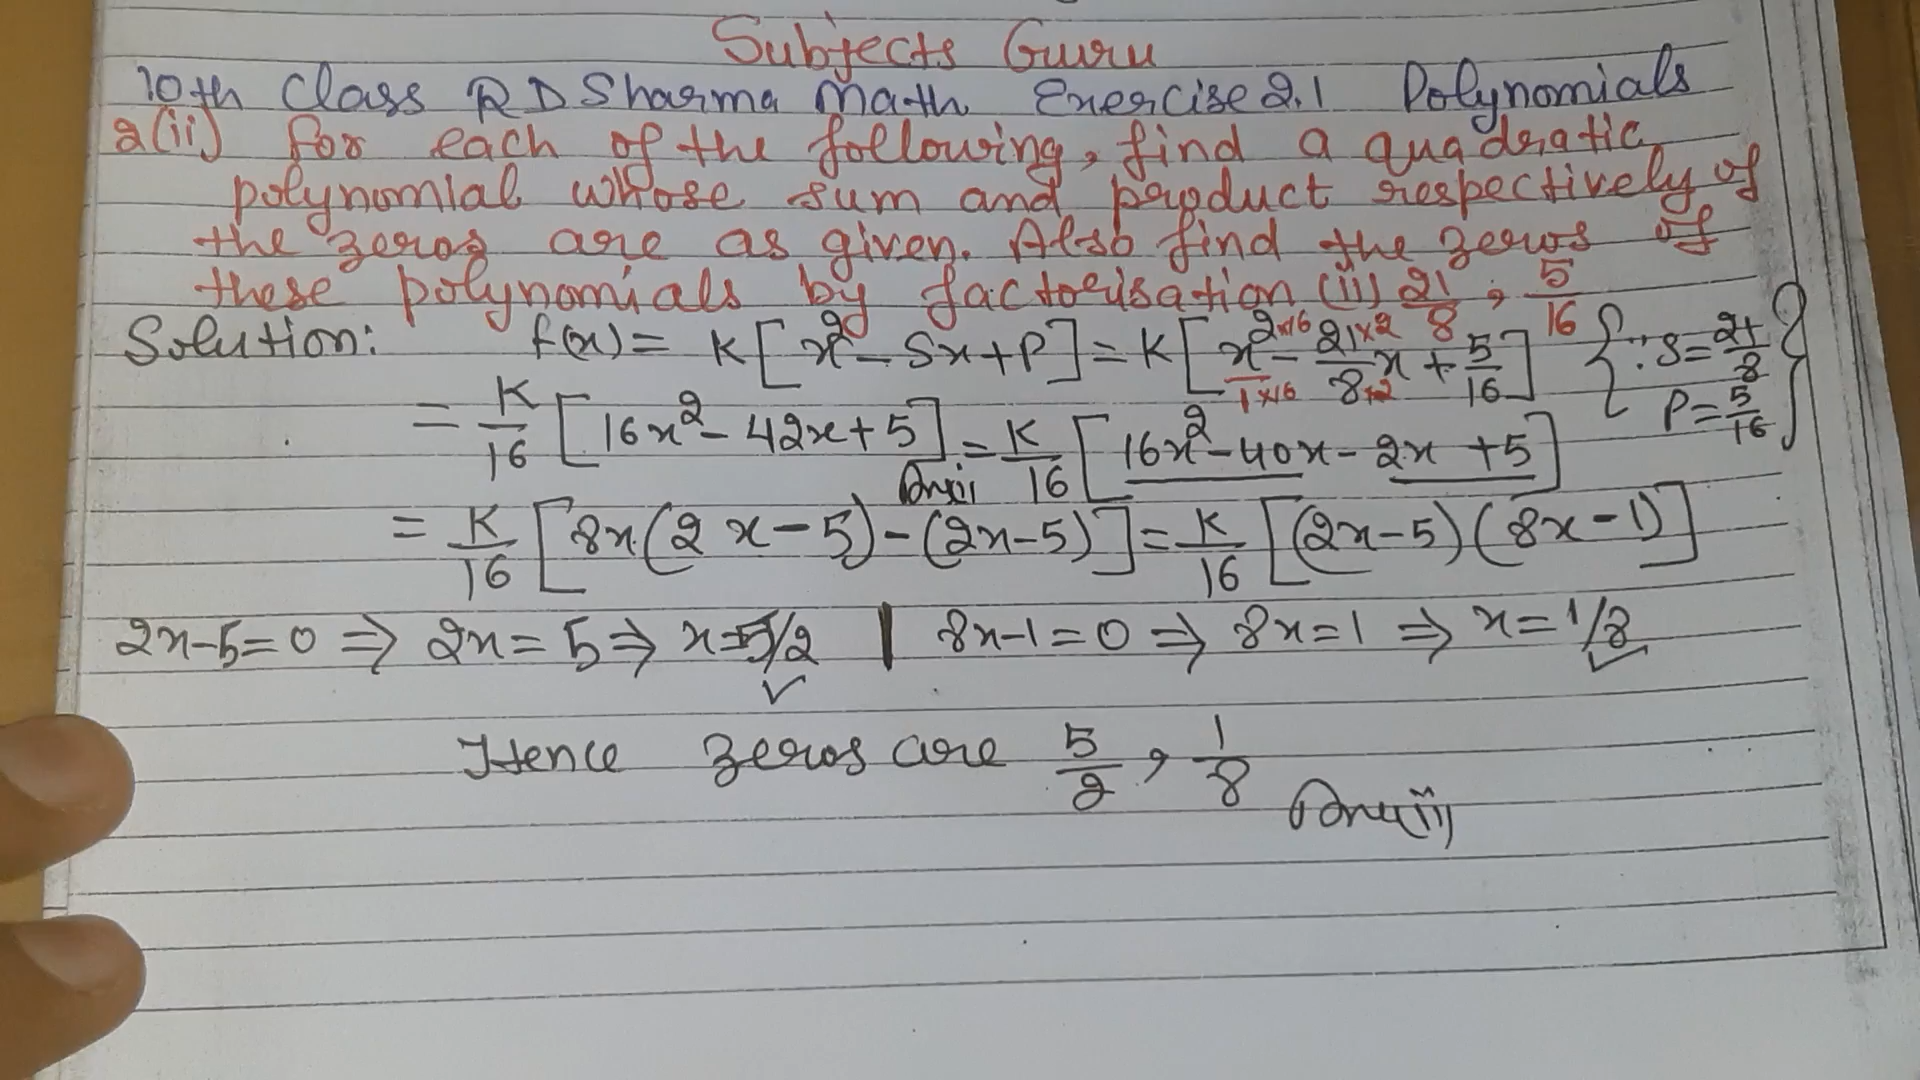 Subjects Guru
10th Class RD Sharma Math Exercise 2.1 Polynomials
2(ii) for each of the following, find a quadratic
polynomial whose sum and product respectively of
the zeros are as given. Also find the zeros of
these polynomials by factorisation (ii) 21/8, 5/16
Solution: f(x) = K[x²-Sx+P] = K[x²×16/1×16 - 21×2/8×2 x + 5/16] {∵ S=21/8
P=5/16}
= K/16 [16x²-42x+5] = K/16 [16x²-40x-2x+5]
= K/16 [8x(2x-5)-(2x-5)] = K/16 [(2x-5)(8x-1)]
2x-5=0 ⇒ 2x=5 ⇒ x=5/2 | 8x-1=0 ⇒ 8x=1 ⇒ x=1/8 ✓
✓
Hence zeros are 5/2, 1/8